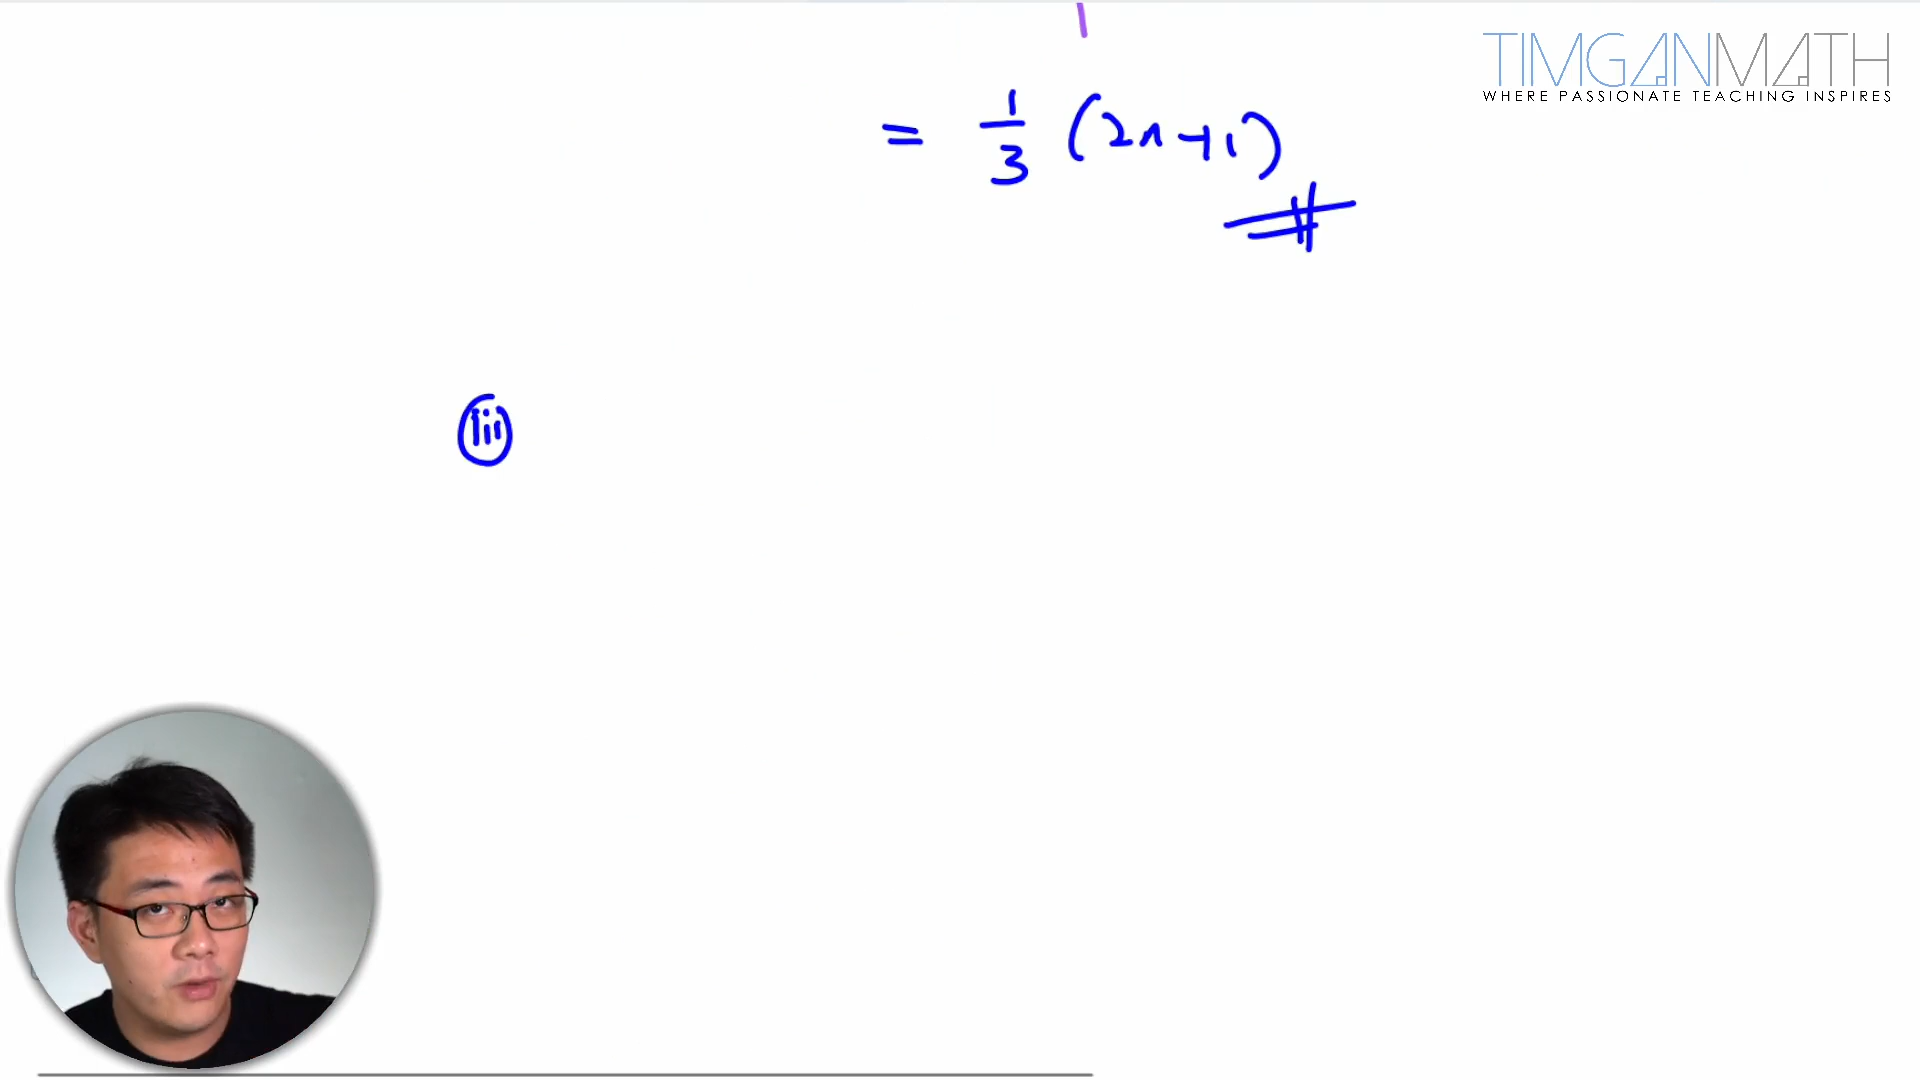 TIMGANMATH
WHERE PASSIONATE TEACHING INSPIRES
= 1/3 (2n+1)
(iii)